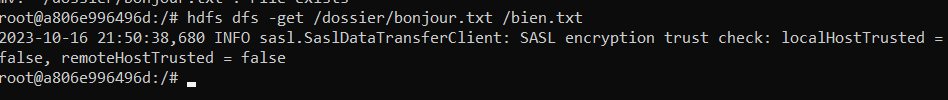 mv: `/dossier/bonjour.txt': File exists
root@a806e996496d:/# hdfs dfs -get /dossier/bonjour.txt /bien.txt
2023-10-16 21:50:38,680 INFO sasl.SaslDataTransferClient: SASL encryption trust check: localHostTrusted =
false, remoteHostTrusted = false
root@a806e996496d:/#